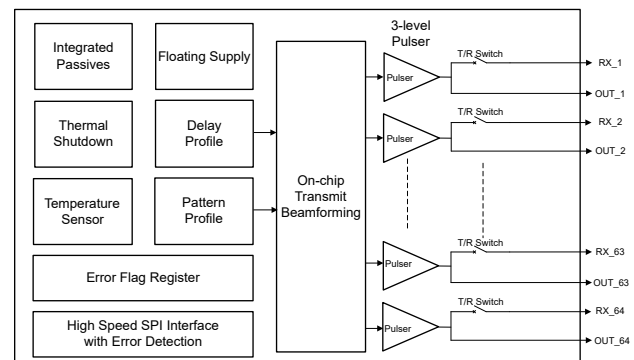 Integrated
Passives
Floating Supply
Thermal
Shutdown
Delay
Profile
Temperature
Sensor
Pattern
Profile
Error Flag Register
High Speed SPI Interface
with Error Detection
On-chip
Transmit
Beamforming
3-level
Pulser
Pulser
T/R Switch
RX_1
OUT_1
Pulser
T/R Switch
RX_2
OUT_2
Pulser
T/R Switch
RX_63
OUT_63
Pulser
T/R Switch
RX_64
OUT_64